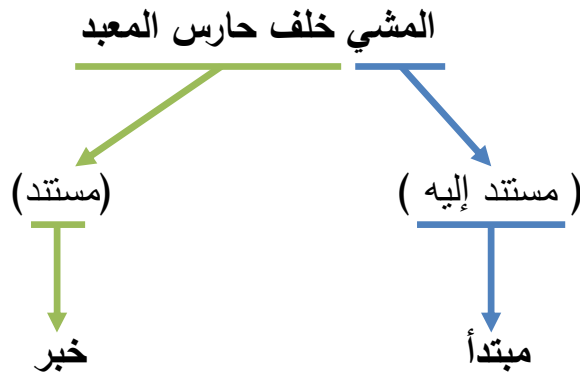 المشي خلف حارس المعبد
( مستند إليه ) (مستند)
مبتدأ خبر